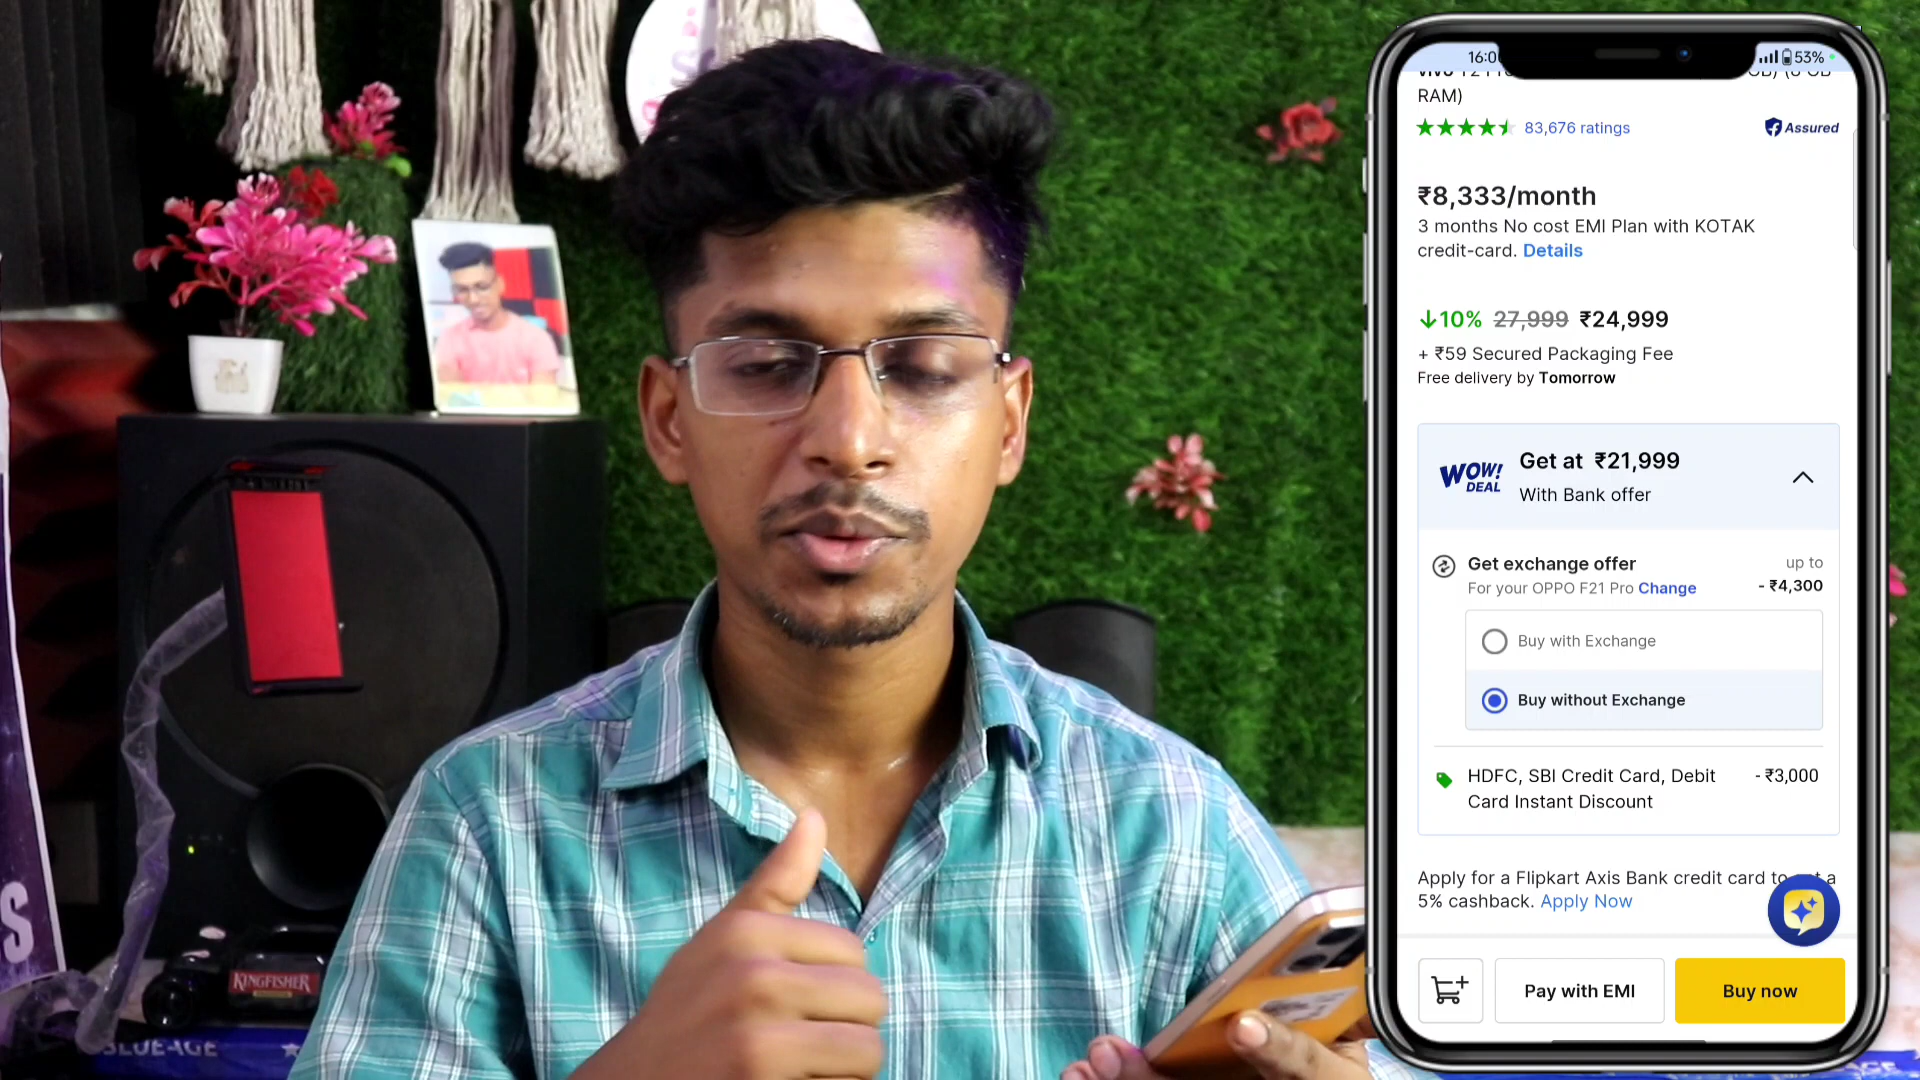 16:0
53%
vivo
RAM)
83,676 ratings
Assured
₹8,333/month
3 months No cost EMI Plan with KOTAK
credit-card. Details
↓10% 27,999 ₹24,999
+ ₹59 Secured Packaging Fee
Free delivery by Tomorrow
WOW!
DEAL
Get at ₹21,999
With Bank offer
Get exchange offer
up to
For your OPPO F21 Pro Change
- ₹4,300
Buy with Exchange
Buy without Exchange
HDFC, SBI Credit Card, Debit
- ₹3,000
Card Instant Discount
Apply for a Flipkart Axis Bank credit card to a
5% cashback. Apply Now
Pay with EMI
Buy now
KINGFISHER
S